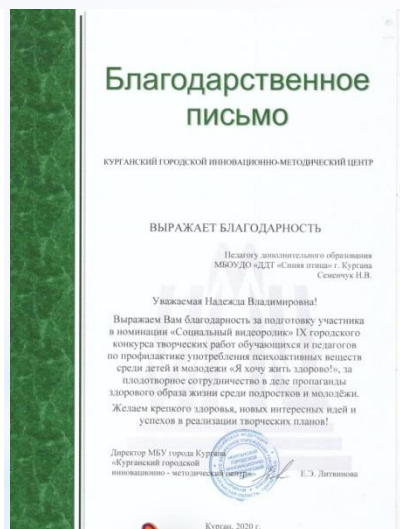 Благодарственное
письмо
КУРГАНСКИЙ ГОРОДСКОЙ ИННОВАЦИОННО-МЕТОДИЧЕСКИЙ ЦЕНТР
ВЫРАЖАЕТ БЛАГОДАРНОСТЬ
Педагогу дополнительного образования
МБОУДО «ДДТ «Синяя птица» г. Кургана
Семенчук Н.В.
Уважаемая Надежда Владимировна!
Выражаем Вам благодарность за подготовку участника
в номинации «Социальный видеоролик» IX городского
конкурса творческих работ обучающихся и педагогов
по профилактике употребления психоактивных веществ
среди детей и молодежи «Я хочу жить здорово!», за
плодотворное сотрудничество в деле пропаганды
здорового образа жизни среди подростков и молодёжи.
Желаем крепкого здоровья, новых интересных идей и
успехов в реализации творческих планов!
Директор МБУ города Кургана
«Курганский городской
инновационно - методический центр» Е.Э. Литвинова
Курган, 2020 г.